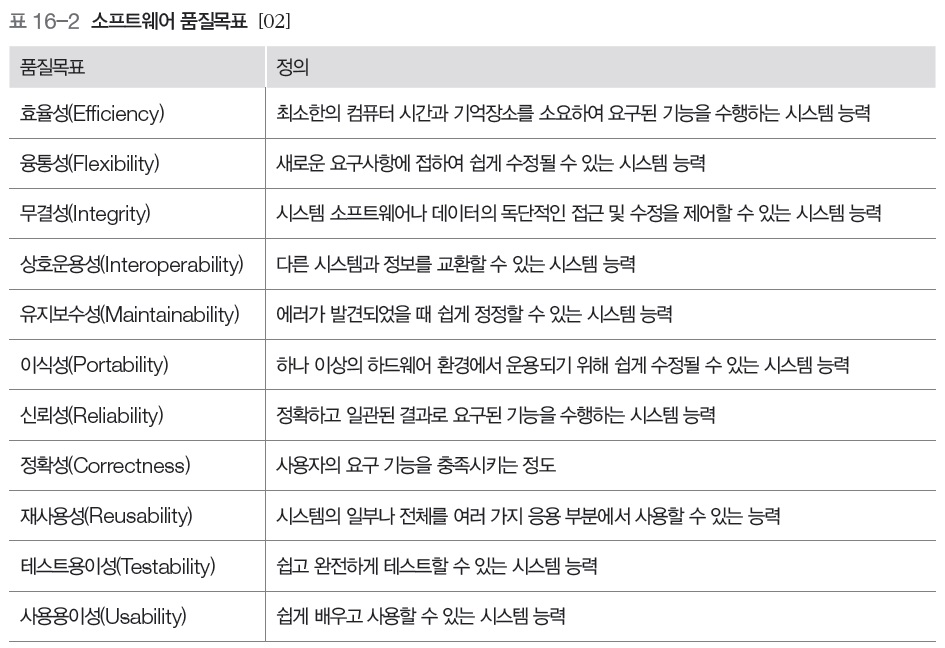 표 16-2 소프트웨어 품질목표 [02]
품질목표 정의
효율성(Efficiency) 최소한의 컴퓨터 시간과 기억장소를 소요하여 요구된 기능을 수행하는 시스템 능력
융통성(Flexibility) 새로운 요구사항에 접하여 쉽게 수정될 수 있는 시스템 능력
무결성(Integrity) 시스템 소프트웨어나 데이터의 독단적인 접근 및 수정을 제어할 수 있는 시스템 능력
상호운용성(Interoperability) 다른 시스템과 정보를 교환할 수 있는 시스템 능력
유지보수성(Maintainability) 에러가 발견되었을 때 쉽게 정정할 수 있는 시스템 능력
이식성(Portability) 하나 이상의 하드웨어 환경에서 운용되기 위해 쉽게 수정될 수 있는 시스템 능력
신뢰성(Reliability) 정확하고 일관된 결과로 요구된 기능을 수행하는 시스템 능력
정확성(Correctness) 사용자의 요구 기능을 충족시키는 정도
재사용성(Reusability) 시스템의 일부나 전체를 여러 가지 응용 부분에서 사용할 수 있는 능력
테스트용이성(Testability) 쉽고 완전하게 테스트할 수 있는 시스템 능력
사용용이성(Usability) 쉽게 배우고 사용할 수 있는 시스템 능력